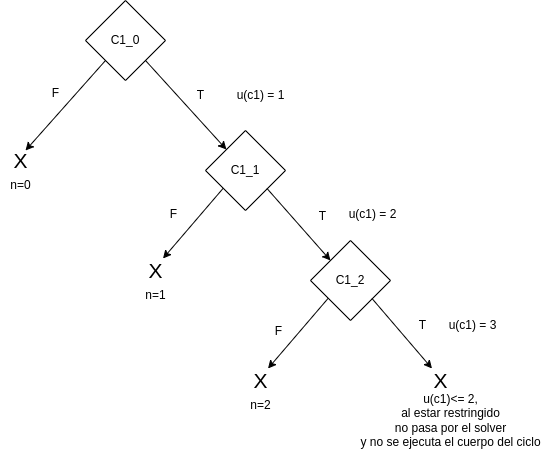 C1_0
F
T
u(c1) = 1
X
n=0
C1_1
F
T
u(c1) = 2
X
n=1
C1_2
F
T
u(c1) = 3
X
n=2
X
u(c1)<= 2,
al estar restringido
no pasa por el solver
y no se ejecuta el cuerpo del ciclo